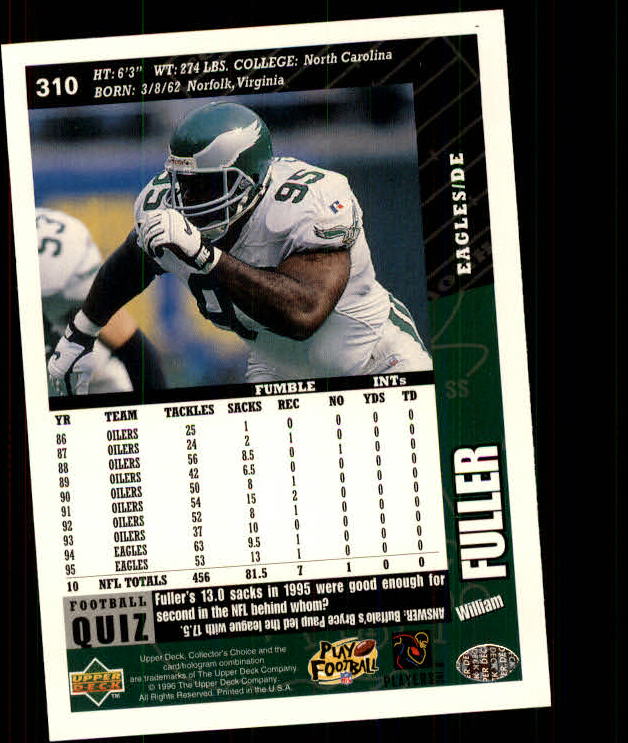 310
HT: 6'3" WT: 274 LBS. COLLEGE: North Carolina
BORN: 3/8/62 Norfolk, Virginia
EAGLES/DE
95
95
9
53
FUMBLE INTs
YR TEAM TACKLES SACKS REC NO YDS TD
86 OILERS 25 1 0 0 0 0
87 OILERS 24 2 1 0 0 0
88 OILERS 56 8.5 0 1 0 0
89 OILERS 42 6.5 0 0 0 0
90 OILERS 50 8 1 0 0 0
91 OILERS 54 15 2 0 0 0
92 OILERS 52 8 1 0 0 0
93 OILERS 37 10 0 0 0 0
94 EAGLES 63 9.5 1 0 0 0
95 EAGLES 53 13 1 0 0 0
10 NFL TOTALS 456 81.5 7 1 0 0
William FULLER
FOOTBALL
QUIZ
Fuller's 13.0 sacks in 1995 were good enough for
second in the NFL behind whom?
ANSWER: Buffalo's Bryce Paup led the league with 17.5.
UPPER
DECK
TM
Upper Deck, Collector's Choice and the
card/hologram combination
are trademarks of The Upper Deck Company.
© 1996 The Upper Deck Company.
All Rights Reserved. Printed in the U.S.A.
PLAY
FOOTBALL
NFL
PLAYERS